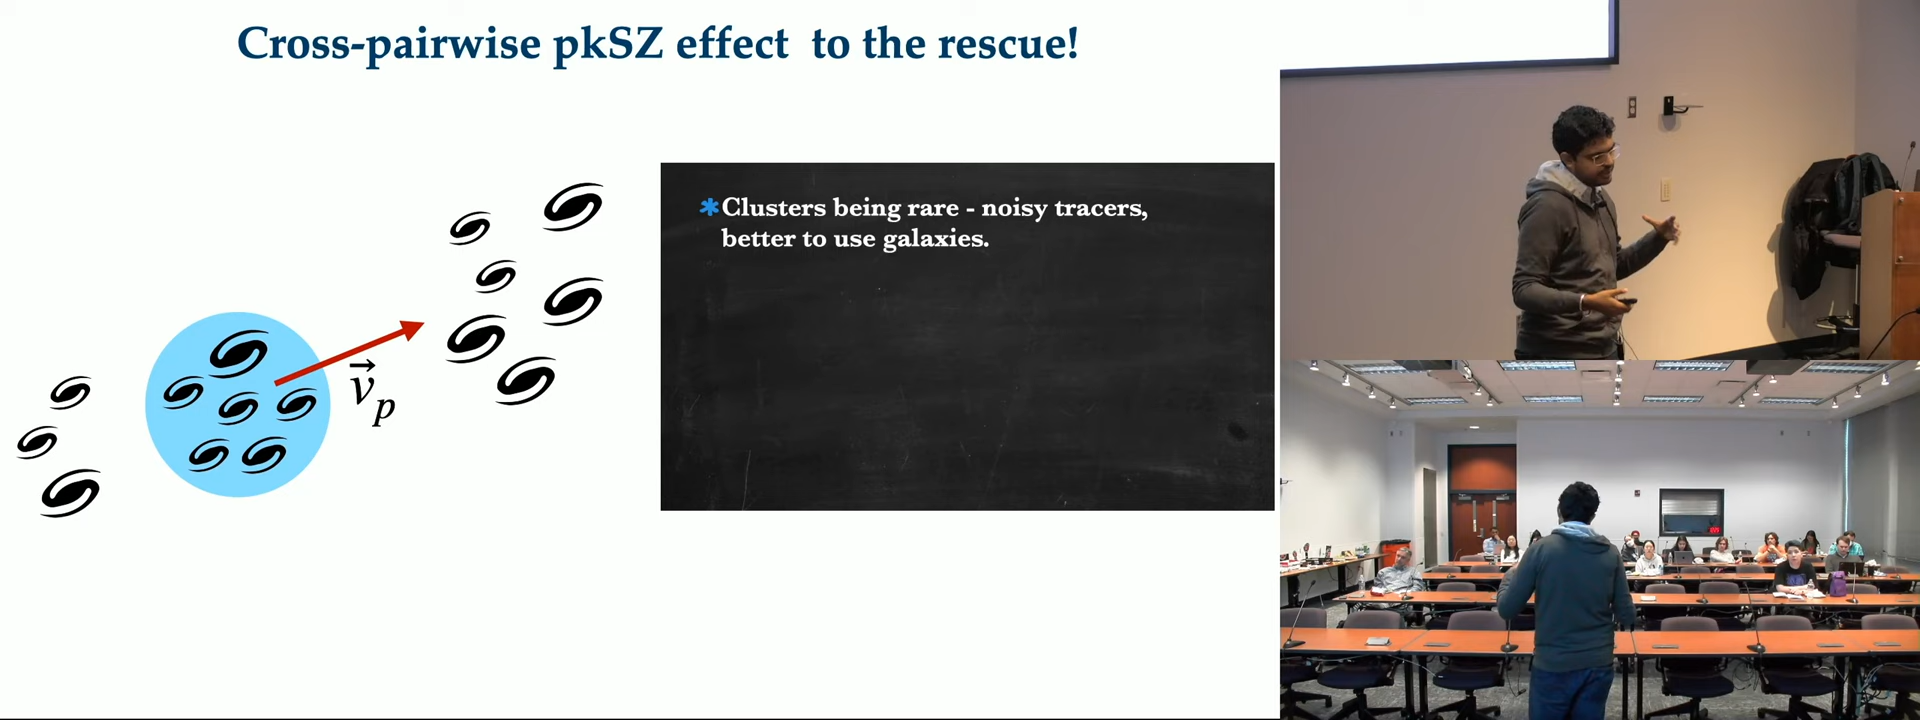 Cross-pairwise pkSZ effect to the rescue!
*Clusters being rare - noisy tracers,
better to use galaxies.
v⃗p